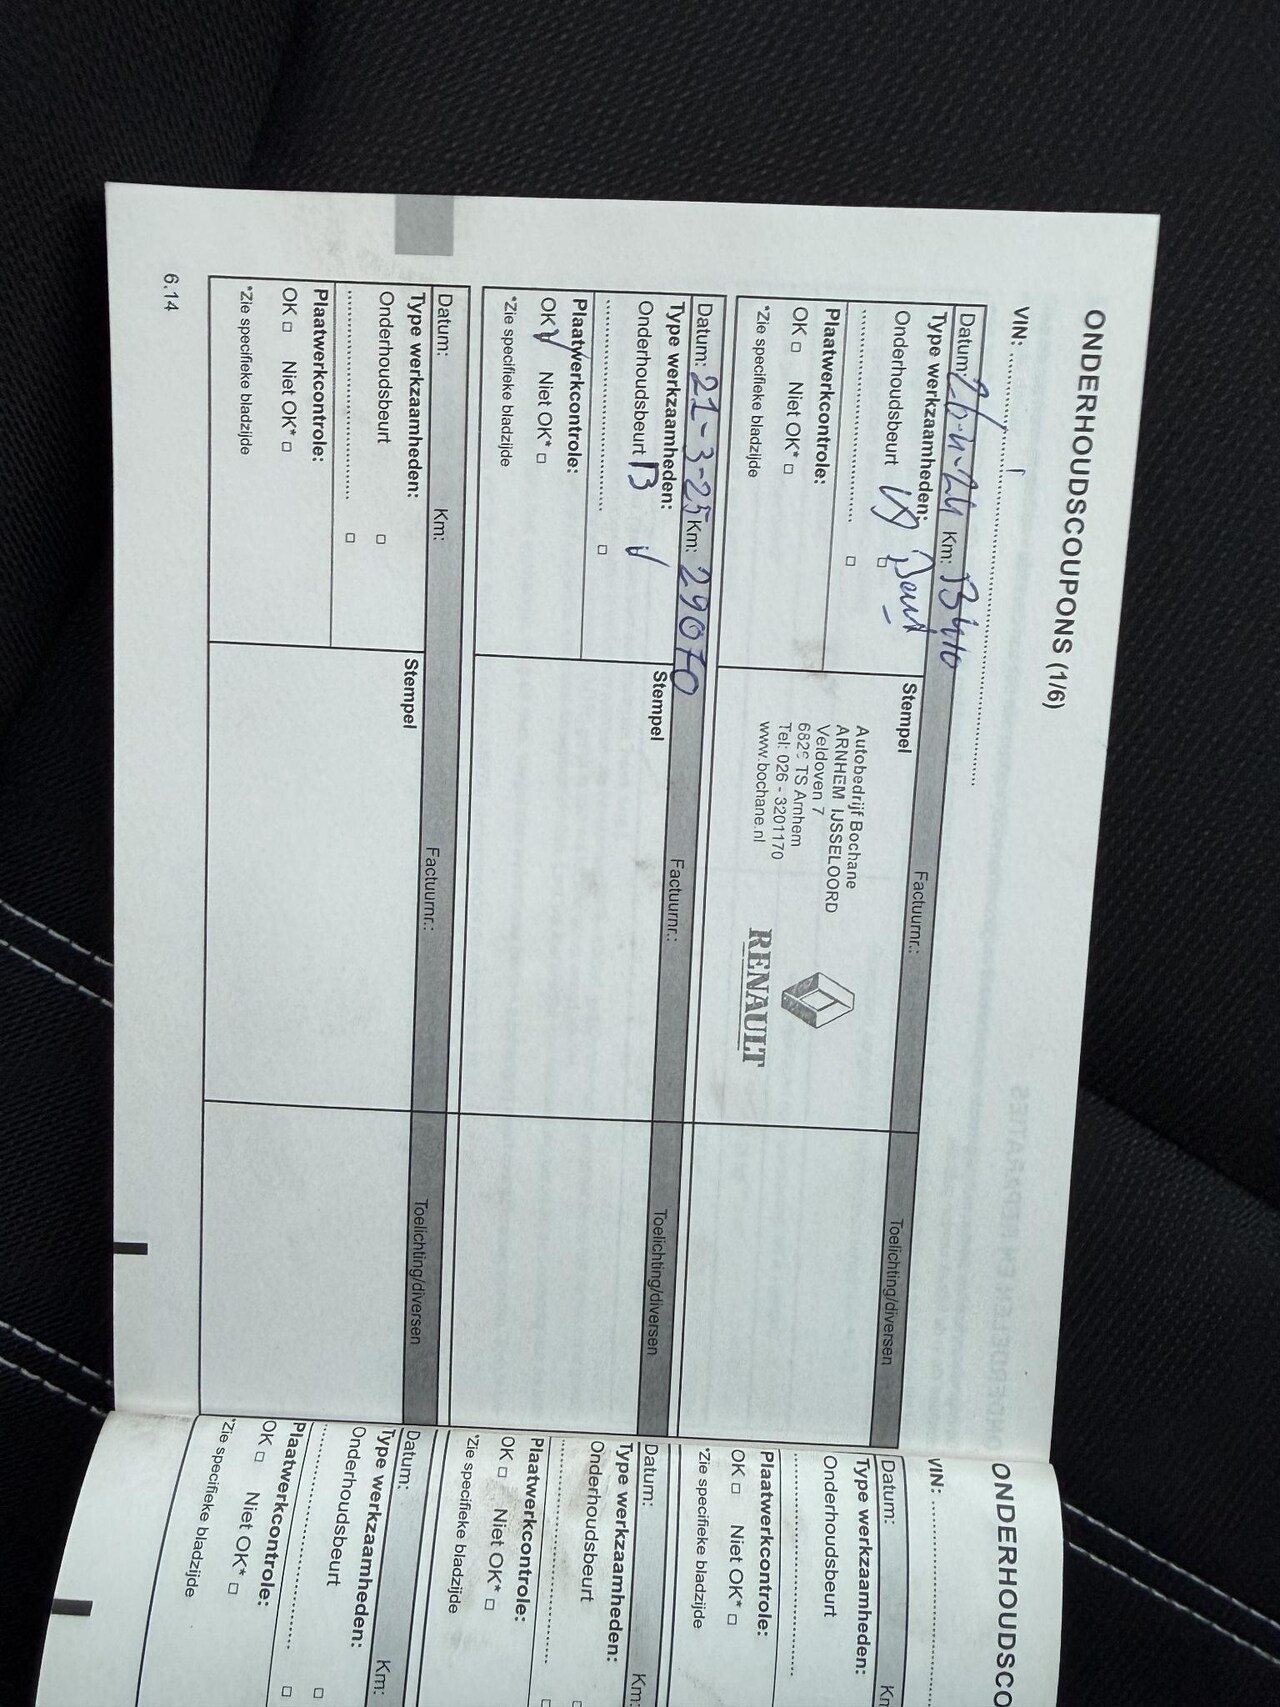 ONDERHOUDSCOUPONS (1/6)
VIN: ..........................................
Datum: Km: Factuurnr.: Toelichting/diversen
Type werkzaamheden:
Onderhoudsbeurt □
.............................. □
Plaatwerkcontrole:
OK □ Niet OK* □
*Zie specifieke bladzijde
Stempel
Autobedrijf Bochane
ARNHEM IJSSELOORD
Veldoven 7
TS Arnhem
Tel: 026 - 3201170
www.bochane.nl
RENAULT
Datum: 21-3-25 Km: 29070 Factuurnr.: Toelichting/diversen
Type werkzaamheden:
Onderhoudsbeurt B √
.............................. □
Plaatwerkcontrole:
OK √ Niet OK* □
*Zie specifieke bladzijde
Stempel
Datum: Km: Factuurnr.: Toelichting/diversen
Type werkzaamheden:
Onderhoudsbeurt □
.............................. □
Plaatwerkcontrole:
OK □ Niet OK* □
*Zie specifieke bladzijde
Stempel
6.14
ONDERHOUDSCO
VIN: ..................
Datum:
Type werkzaamheden:
Onderhoudsbeurt
..............................
Plaatwerkcontrole:
OK □ Niet OK* □
*Zie specifieke bladzijde
Datum: Km:
Type werkzaamheden:
Onderhoudsbeurt
..............................
Plaatwerkcontrole:
OK □ Niet OK* □
*Zie specifieke bladzijde
Datum: Km:
Type werkzaamheden:
Onderhoudsbeurt □
.............................. □
Plaatwerkcontrole:
OK □ Niet OK* □
*Zie specifieke bladzijde